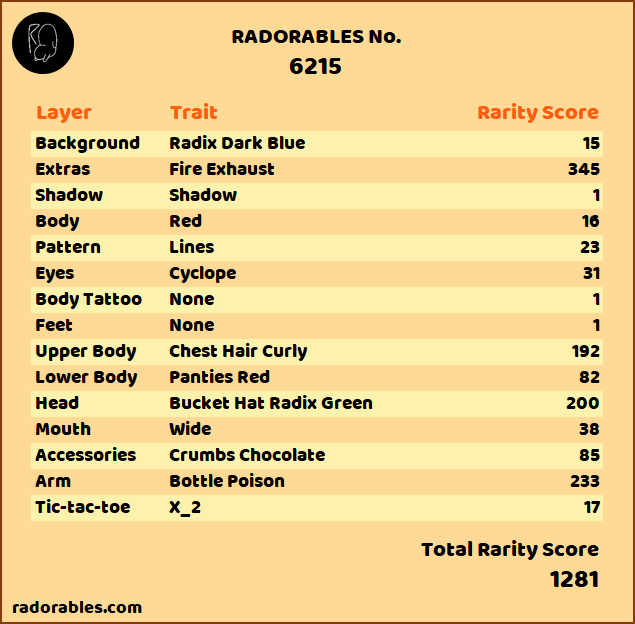 RADORABLES No.
6215
Layer Trait Rarity Score
Background Radix Dark Blue 15
Extras Fire Exhaust 345
Shadow Shadow 1
Body Red 16
Pattern Lines 23
Eyes Cyclope 31
Body Tattoo None 1
Feet None 1
Upper Body Chest Hair Curly 192
Lower Body Panties Red 82
Head Bucket Hat Radix Green 200
Mouth Wide 38
Accessories Crumbs Chocolate 85
Arm Bottle Poison 233
Tic-tac-toe X_2 17
Total Rarity Score
1281
radorables.com